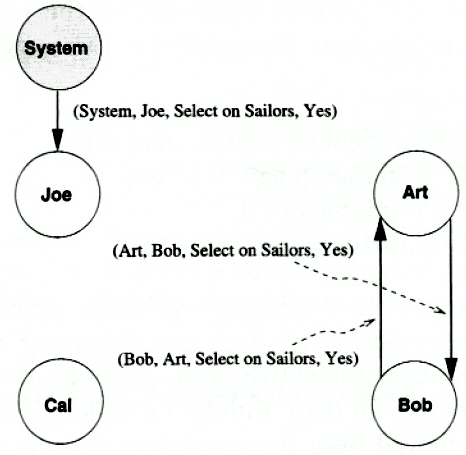 System
(System, Joe, Select on Sailors, Yes)
Joe
Art
(Art, Bob, Select on Sailors, Yes)
(Bob, Art, Select on Sailors, Yes)
Cal
Bob